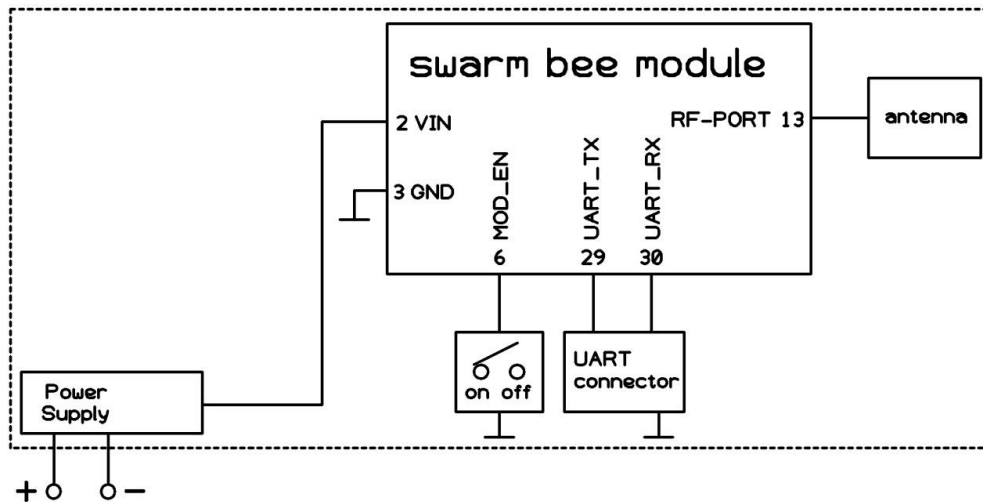 swarm bee module
2 VIN
RF-PORT 13
antenna
3 GND
MOD_EN
UART_TX
UART_RX
6
29
30
on off
UART
connector
Power
Supply
+
-